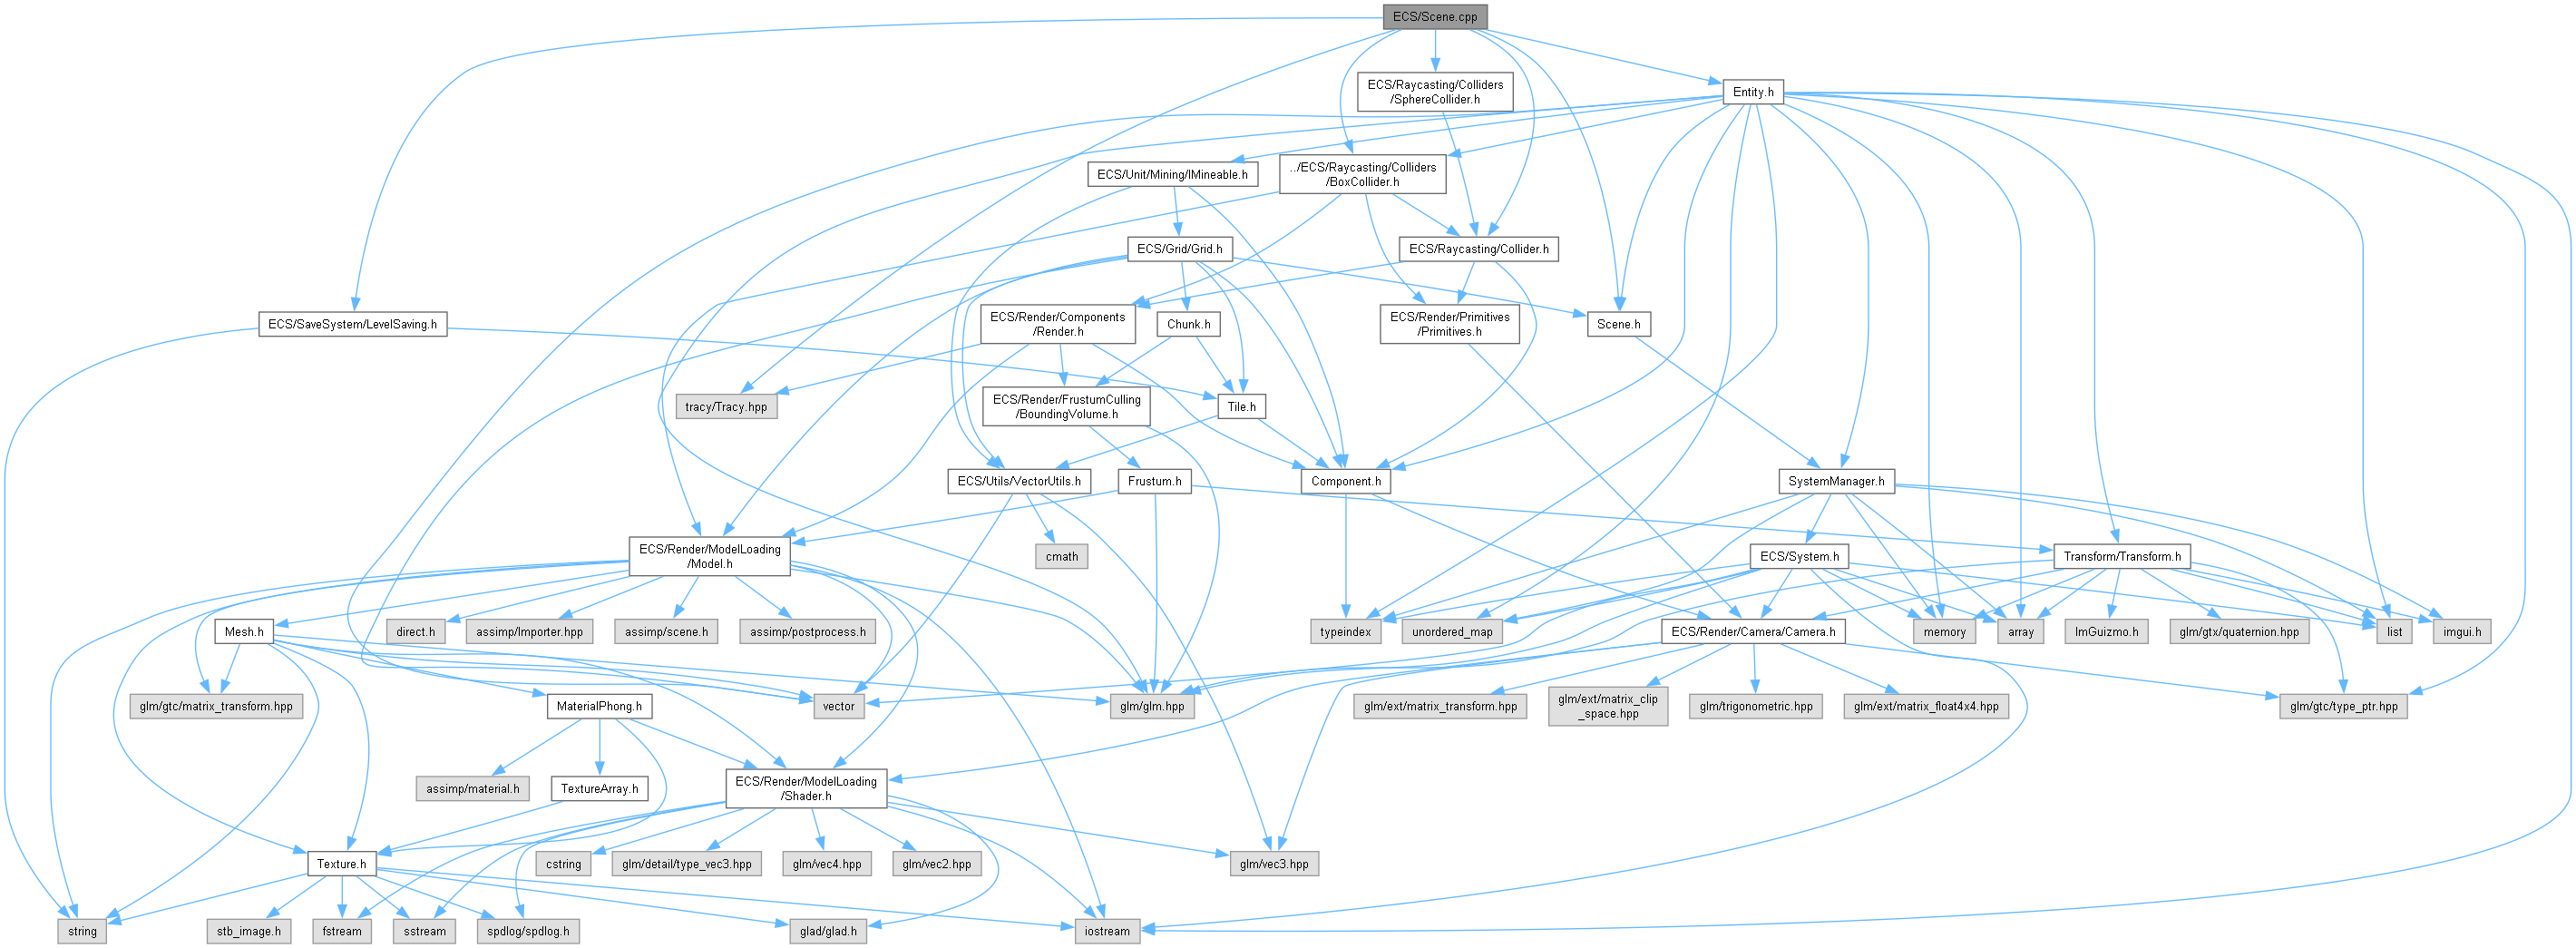 ECS/Scene.cpp
ECS/Raycasting/Colliders
/SphereCollider.h
Entity.h
ECS/Unit/Mining/IMineable.h
../ECS/Raycasting/Colliders
/BoxCollider.h
ECS/Grid/Grid.h
ECS/Raycasting/Collider.h
ECS/SaveSystem/LevelSaving.h
ECS/Render/Components
/Render.h
Chunk.h
ECS/Render/Primitives
/Primitives.h
Scene.h
tracy/Tracy.hpp
ECS/Render/FrustumCulling
/BoundingVolume.h
Tile.h
ECS/Utils/VectorUtils.h
Frustum.h
Component.h
SystemManager.h
ECS/Render/ModelLoading
/Model.h
cmath
ECS/System.h
Transform/Transform.h
Mesh.h
direct.h
assimp/Importer.hpp
assimp/scene.h
assimp/postprocess.h
typeindex
unordered_map
ECS/Render/Camera/Camera.h
memory
array
ImGuizmo.h
glm/gtx/quaternion.hpp
list
imgui.h
glm/gtc/matrix_transform.hpp
MaterialPhong.h
vector
glm/glm.hpp
glm/ext/matrix_transform.hpp
glm/ext/matrix_clip
_space.hpp
glm/trigonometric.hpp
glm/ext/matrix_float4x4.hpp
glm/gtc/type_ptr.hpp
assimp/material.h
TextureArray.h
ECS/Render/ModelLoading
/Shader.h
Texture.h
cstring
glm/detail/type_vec3.hpp
glm/vec4.hpp
glm/vec2.hpp
glm/vec3.hpp
string
stb_image.h
fstream
sstream
spdlog/spdlog.h
glad/glad.h
iostream